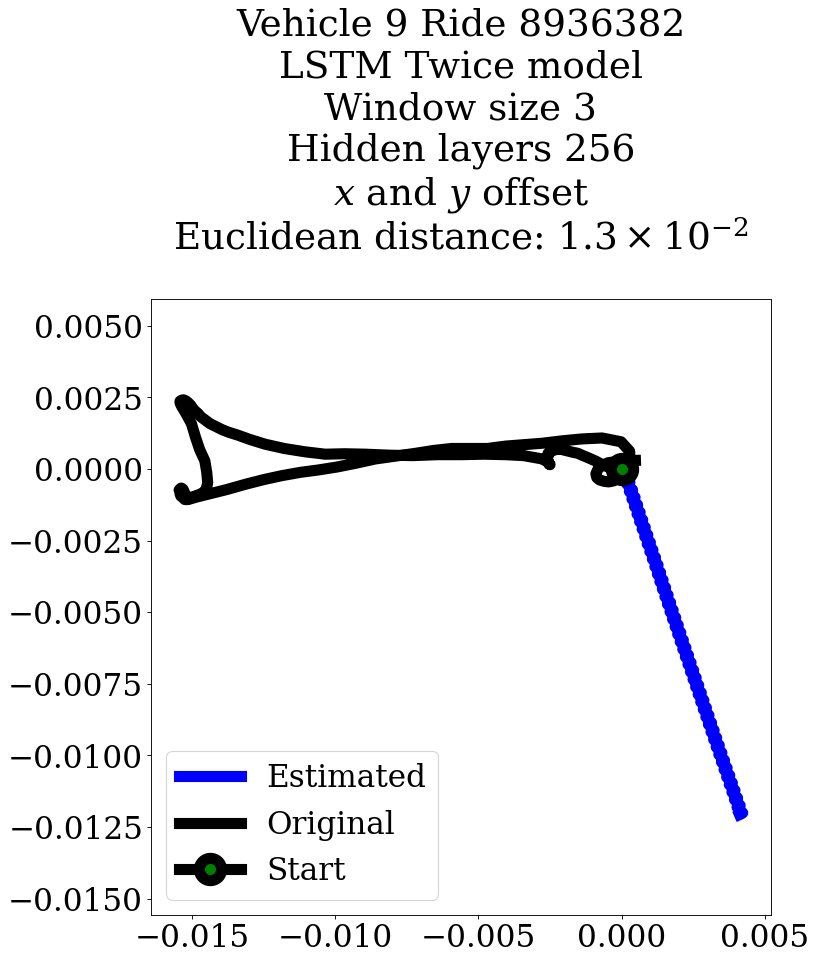 Vehicle 9 Ride 8936382
LSTM Twice model
Window size 3
Hidden layers 256
x and y offset
Euclidean distance: 1.3 × 10⁻²
0.0050
0.0025
0.0000
−0.0025
−0.0050
−0.0075
−0.0100
−0.0125
−0.0150
Estimated
Original
Start
−0.015 −0.010 −0.005 0.000 0.005